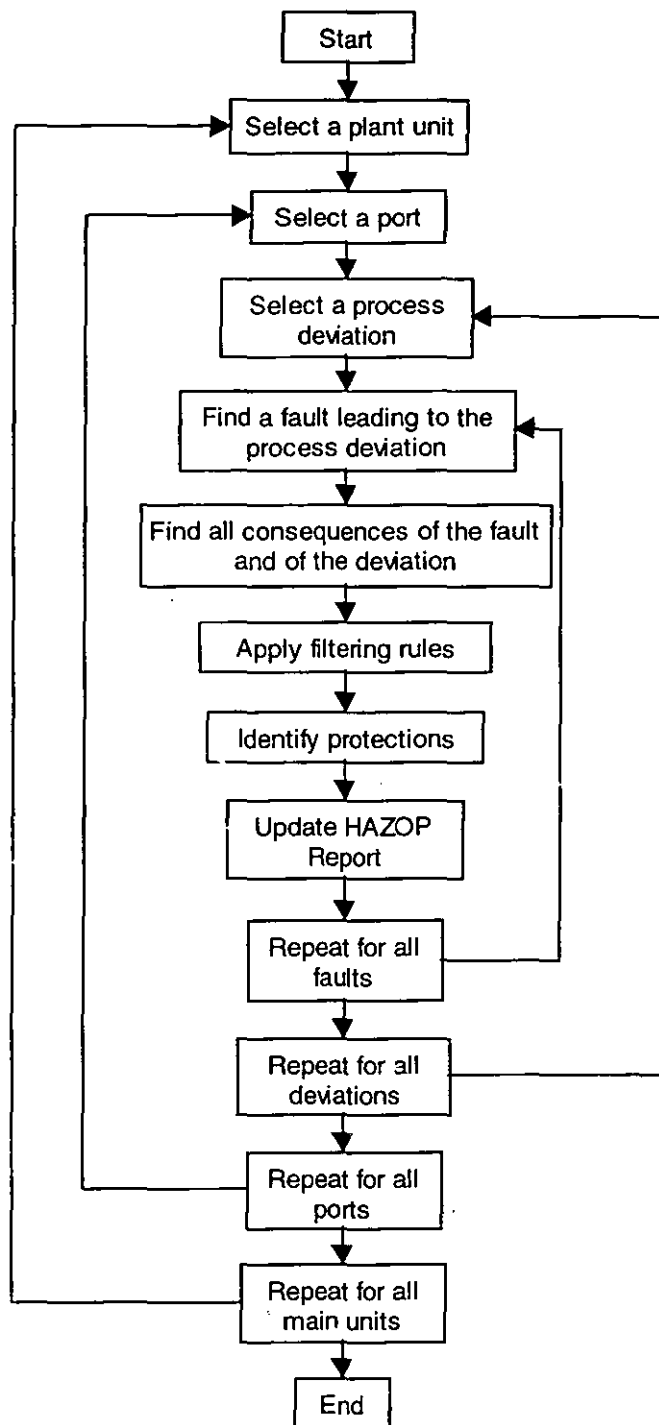 Start
Select a plant unit
Select a port
Select a process
deviation
Find a fault leading to the
process deviation
Find all consequences of the fault
and of the deviation
Apply filtering rules
Identify protections
Update HAZOP
Report
Repeat for all
faults
Repeat for all
deviations
Repeat for all
ports
Repeat for all
main units
End